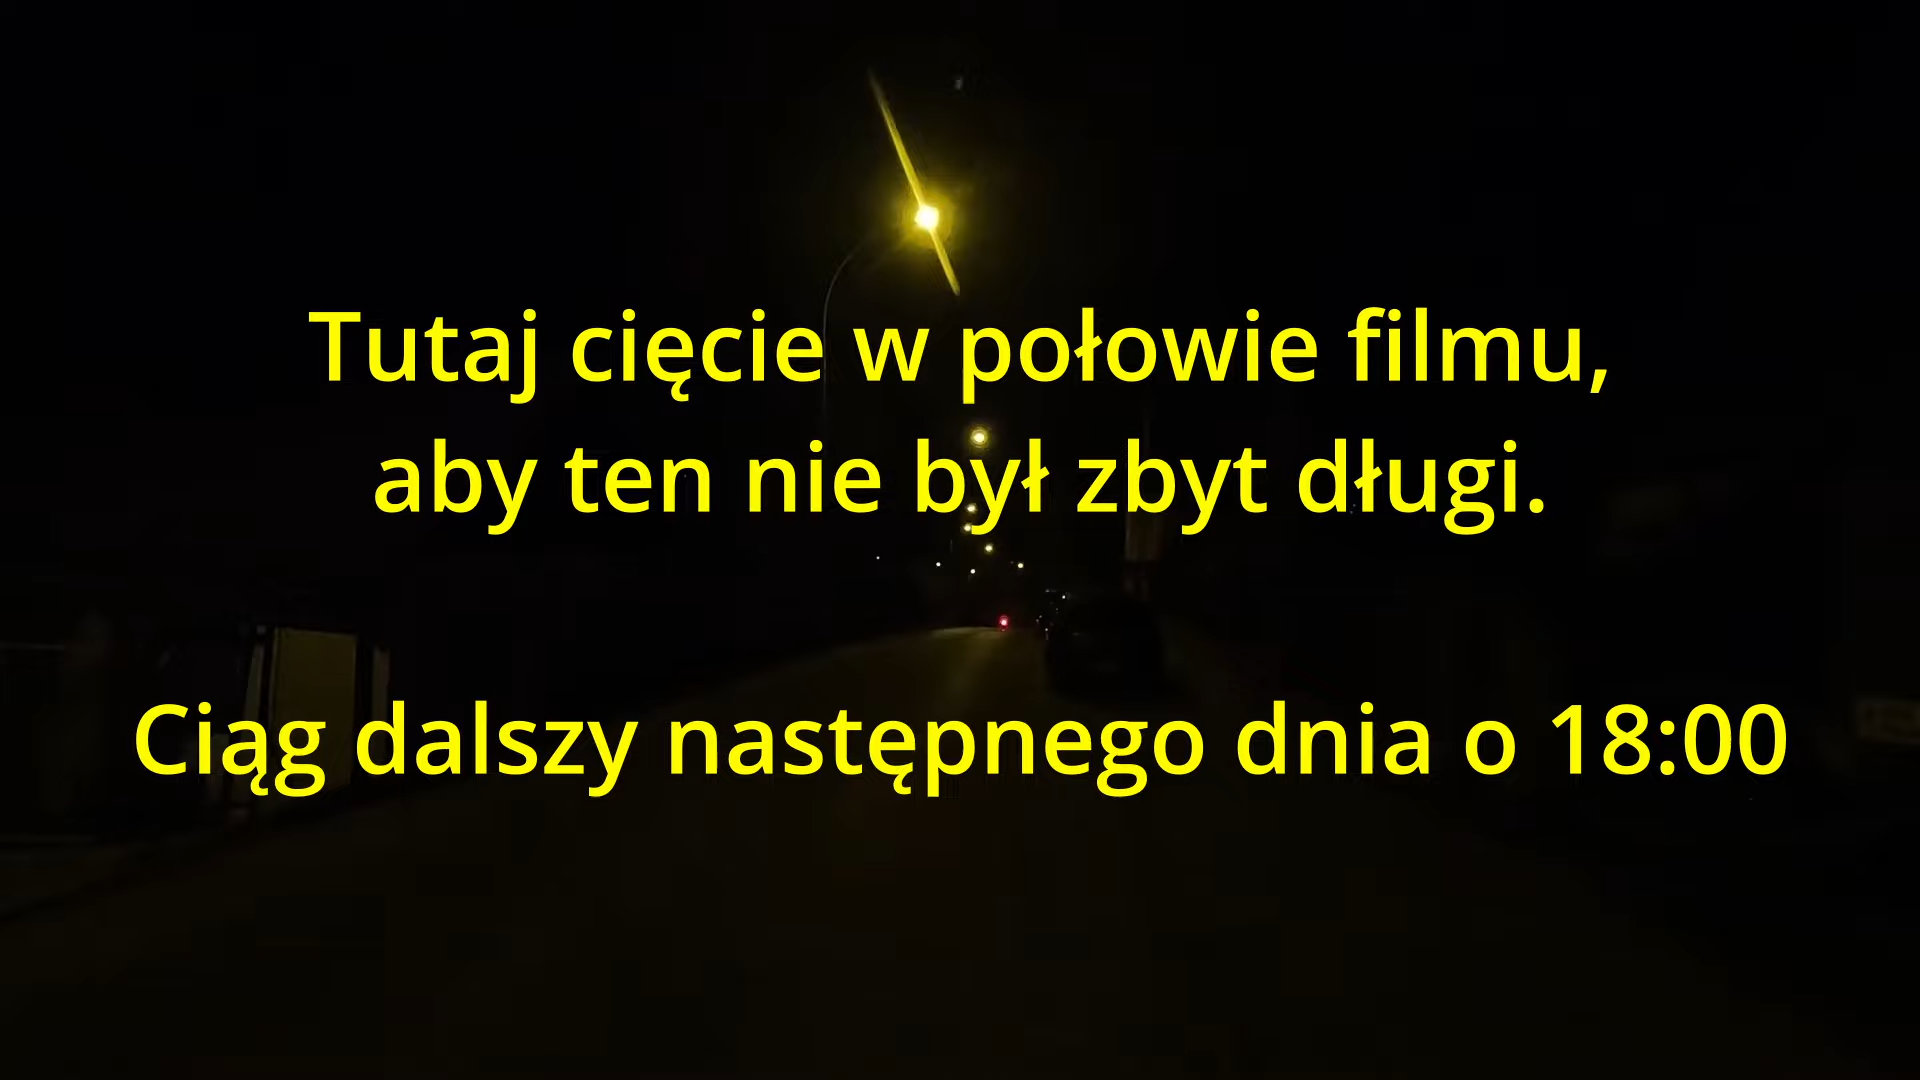 Tutaj cięcie w połowie filmu,
aby ten nie był zbyt długi.
Ciąg dalszy następnego dnia o 18:00